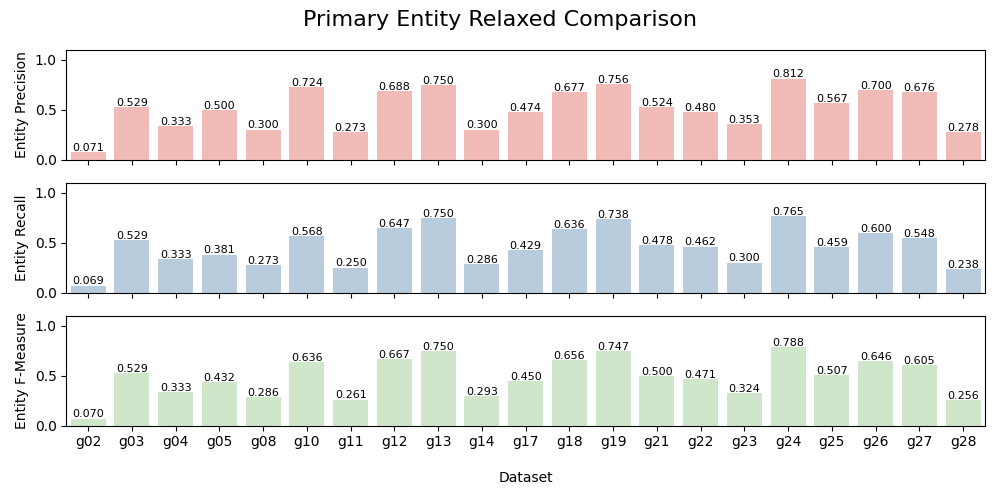 Primary Entity Relaxed Comparison
Entity Precision
1.0
0.5
0.0
0.071 0.529 0.333 0.500 0.300 0.724 0.273 0.688 0.750 0.300 0.474 0.677 0.756 0.524 0.480 0.353 0.812 0.567 0.700 0.676 0.278
Entity Recall
1.0
0.5
0.0
0.069 0.529 0.333 0.381 0.273 0.568 0.250 0.647 0.750 0.286 0.429 0.636 0.738 0.478 0.462 0.300 0.765 0.459 0.600 0.548 0.238
Entity F-Measure
1.0
0.5
0.0
0.070 0.529 0.333 0.432 0.286 0.636 0.261 0.667 0.750 0.293 0.450 0.656 0.747 0.500 0.471 0.324 0.788 0.507 0.646 0.605 0.256
g02 g03 g04 g05 g08 g10 g11 g12 g13 g14 g17 g18 g19 g21 g22 g23 g24 g25 g26 g27 g28
Dataset